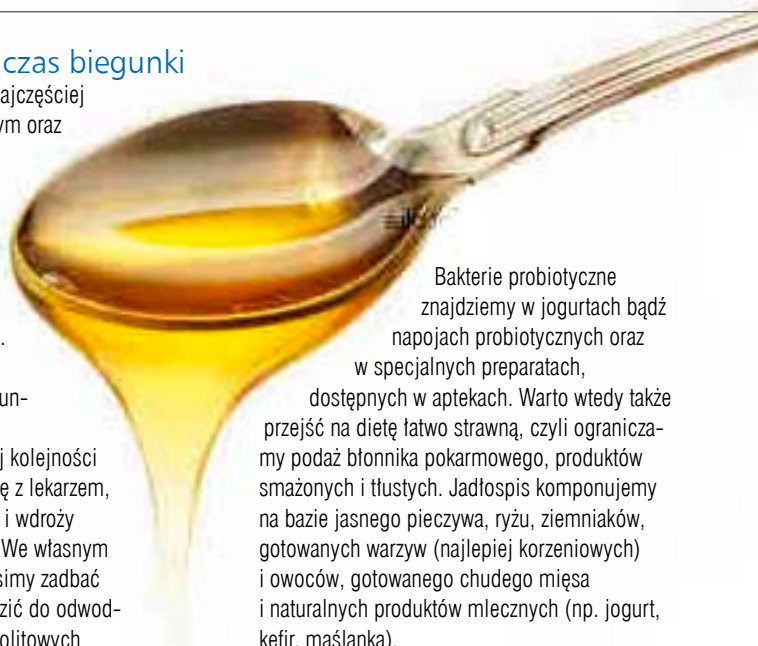 czas biegunki
ajczęściej
ym oraz
.
un-
j kolejności
ę z lekarzem,
i wdroży
We własnym
simy zadbać
zić do odwod-
olitowych
Bakterie probiotyczne
znajdziemy w jogurtach bądź
napojach probiotycznych oraz
w specjalnych preparatach,
dostępnych w aptekach. Warto wtedy także
przejść na dietę łatwo strawną, czyli ogranicza-
my podaż błonnika pokarmowego, produktów
smażonych i tłustych. Jadłospis komponujemy
na bazie jasnego pieczywa, ryżu, ziemniaków,
gotowanych warzyw (najlepiej korzeniowych)
i owoców, gotowanego chudego mięsa
i naturalnych produktów mlecznych (np. jogurt,
kefir, maślanka).